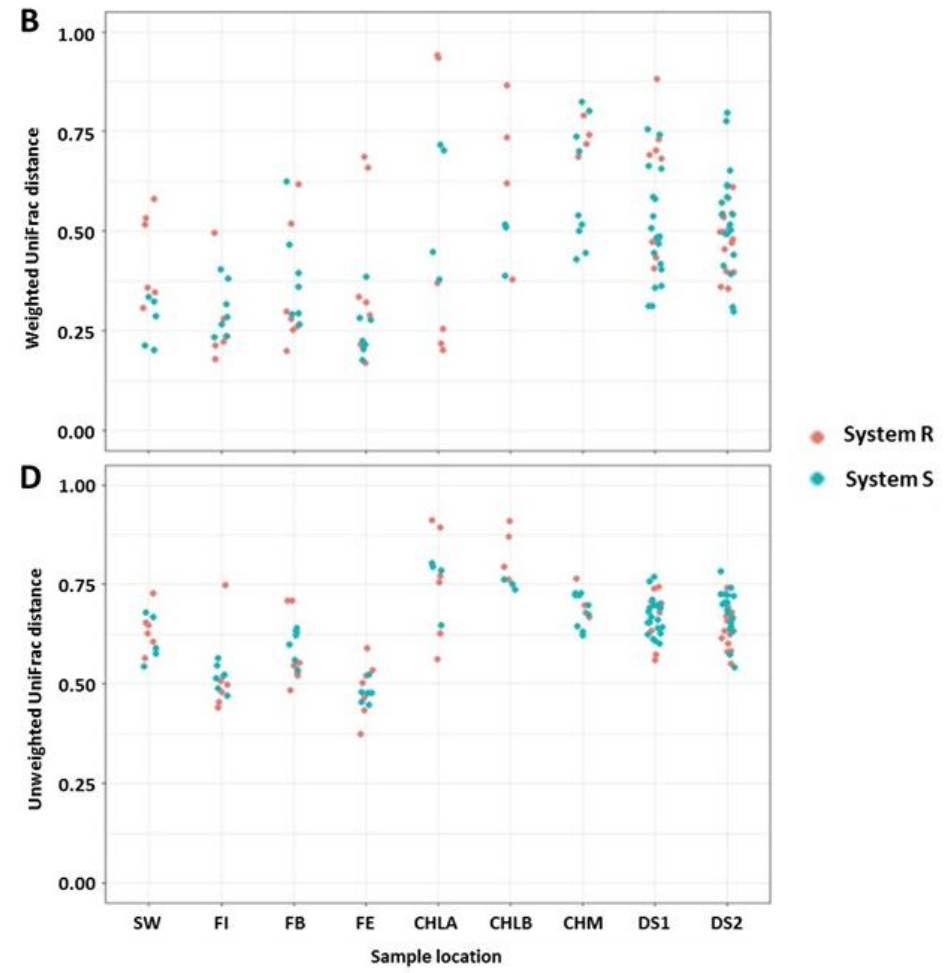 B
1.00
0.75
0.50
0.25
0.00
Weighted UniFrac distance
System R
System S
D
1.00
0.75
0.50
0.25
0.00
Unweighted UniFrac distance
SW FI FB FE CHLA CHLB CHM DS1 DS2
Sample location